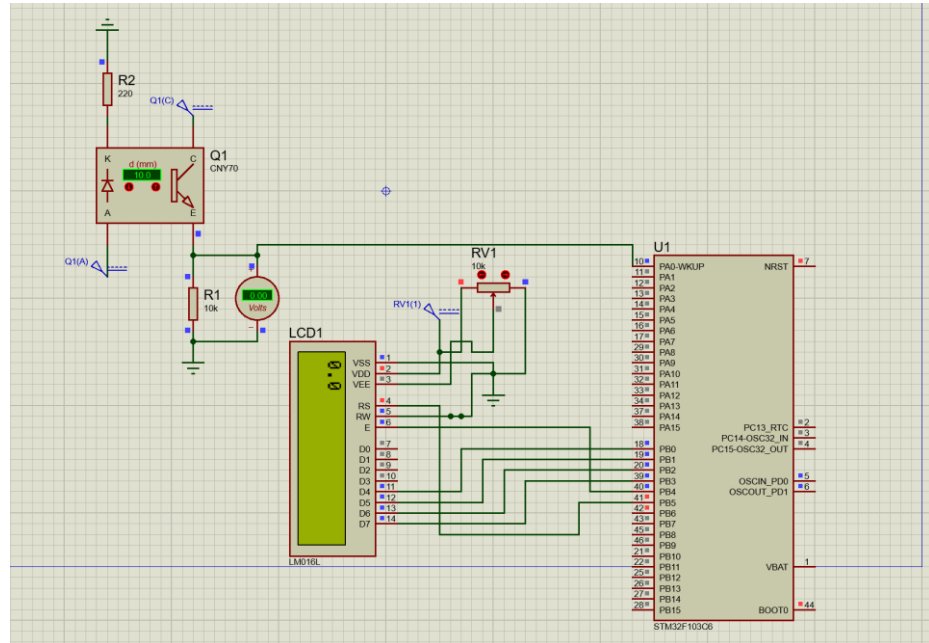 R2
220
Q1(C)
K
d (mm)
10.0
C
A
E
Q1
CNY70
Q1(A)
R1
10k
+
0.00
Volts
RV1
10k
RV1(1)
LCD1
0
0.0
VSS 1
VDD 2
VEE 3
RS 4
RW 5
E 6
D0 7
D1 8
D2 9
D3 10
D4 11
D5 12
D6 13
D7 14
LM016L
U1
10 PA0-WKUP
11 PA1
12 PA2
13 PA3
14 PA4
15 PA5
16 PA6
17 PA7
29 PA8
30 PA9
31 PA10
32 PA11
33 PA12
34 PA13
37 PA14
38 PA15
18 PB0
19 PB1
20 PB2
39 PB3
40 PB4
41 PB5
42 PB6
43 PB7
45 PB8
46 PB9
21 PB10
22 PB11
25 PB12
26 PB13
27 PB14
28 PB15
NRST 7
PC13_RTC 2
PC14-OSC32_IN 3
PC15-OSC32_OUT 4
OSCIN_PD0 5
OSCOUT_PD1 6
VBAT 1
BOOT0 44
STM32F103C6